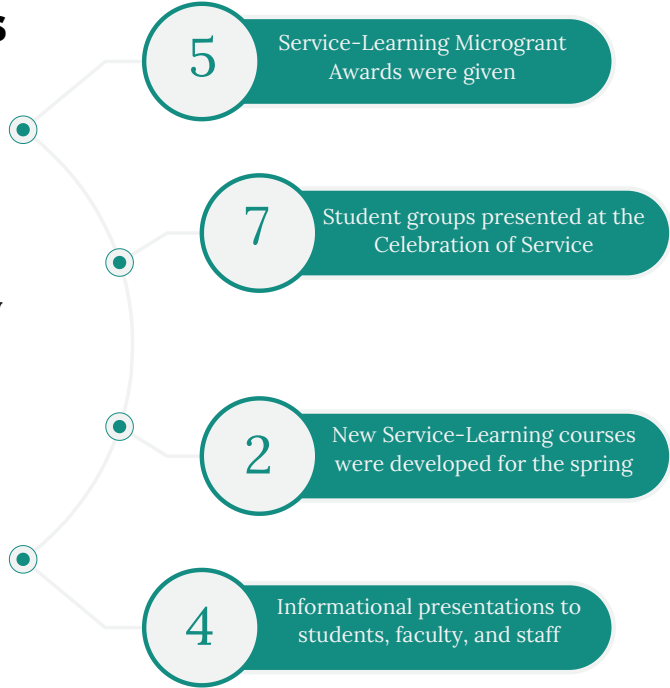 s
5
Service-Learning Microgrant
Awards were given
7
Student groups presented at the
Celebration of Service
y
2
New Service-Learning courses
were developed for the spring
4
Informational presentations to
students, faculty, and staff